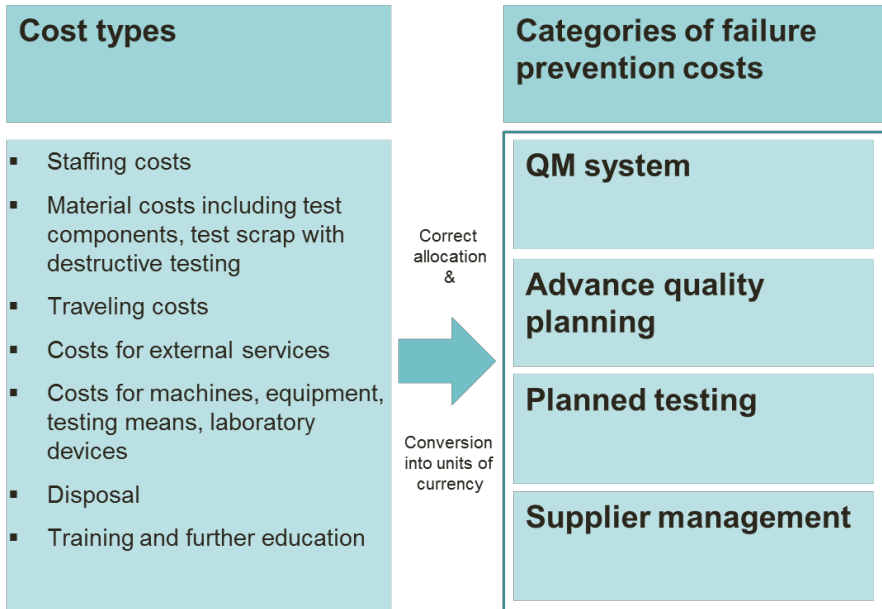 Cost types
▪ Staffing costs
▪ Material costs including test
components, test scrap with
destructive testing
▪ Traveling costs
▪ Costs for external services
▪ Costs for machines, equipment,
testing means, laboratory
devices
▪ Disposal
▪ Training and further education
Correct
allocation
&
Conversion
into units of
currency
Categories of failure
prevention costs
QM system
Advance quality
planning
Planned testing
Supplier management